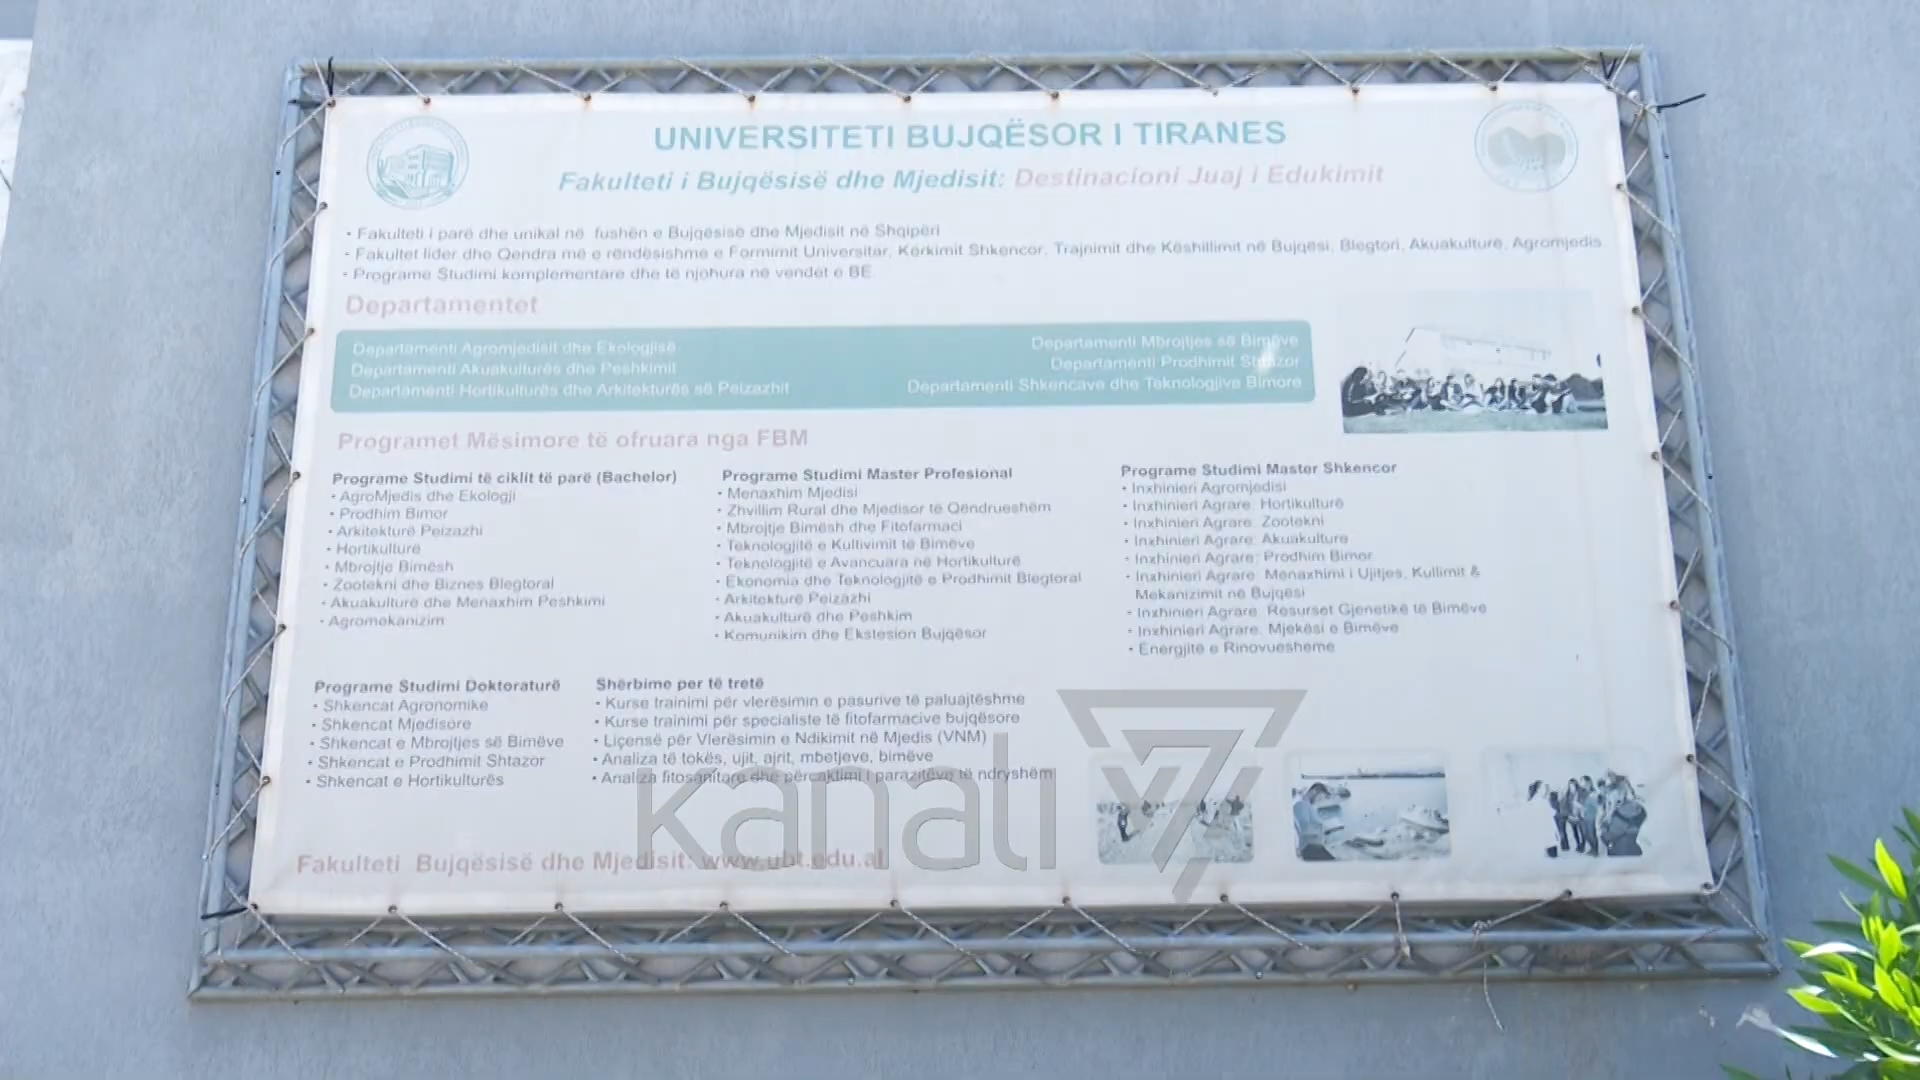 UNIVERSITETI BUJQËSOR I TIRANES
Fakulteti i Bujqësisë dhe Mjedisit: Destinacioni Juaj i Edukimit
• Fakulteti i parë dhe unikal në fushën e Bujqësisë dhe Mjedisit në Shqipëri
• Fakultet lider dhe Qendra më e rëndësishme e Formimit Universitar, Kërkimit Shkencor, Trajnimit dhe Këshillimit në Bujqësi, Blegtori, Akuakulturë, Agromjedis
• Programe Studimi komplementare dhe të njohura në vendet e BE
Departamentet
Departamenti Agromjedisit dhe Ekologjisë
Departamenti Akuakulturës dhe Peshkimit
Departamenti Hortikulturës dhe Arkitekturës së Peizazhit
Departamenti Mbrojtjes së Bimëve
Departamenti Prodhimit Shtazor
Departamenti Shkencave dhe Teknologjive Bimore
Programet Mësimore të ofruara nga FBM
Programe Studimi të ciklit të parë (Bachelor)
• AgroMjedis dhe Ekologji
• Prodhim Bimor
• Arkitekturë Peizazhi
• Hortikulturë
• Mbrojtje Bimësh
• Zootekni dhe Biznes Blegtoral
• Akuakulturë dhe Menaxhim Peshkimi
• Agromekanizim
Programe Studimi Master Profesional
• Menaxhim Mjedisi
• Zhvillim Rural dhe Mjedisor të Qëndrueshëm
• Mbrojtje Bimësh dhe Fitofarmaci
• Teknologjitë e Kultivimit të Bimëve
• Teknologjitë e Avancuara në Hortikulturë
• Ekonomia dhe Teknologjitë e Prodhimit Blegtoral
• Arkitekturë Peizazhi
• Akuakulturë dhe Peshkim
• Komunikim dhe Ekstesion Bujqësor
Programe Studimi Master Shkencor
• Inxhinieri Agromjedisi
• Inxhinieri Agrare: Hortikulturë
• Inxhinieri Agrare: Zootekni
• Inxhinieri Agrare: Akuakulture
• Inxhinieri Agrare: Prodhim Bimor
• Inxhinieri Agrare: Menaxhimi i Ujitjes, Kullimit &
Mekanizimit në Bujqësi
• Inxhinieri Agrare: Resurset Gjenetikë të Bimëve
• Inxhinieri Agrare: Mjekësi e Bimëve
• Energjitë e Rinovueshme
Programe Studimi Doktoraturë
• Shkencat Agronomike
• Shkencat Mjedisore
• Shkencat e Mbrojtjes së Bimëve
• Shkencat e Prodhimit Shtazor
• Shkencat e Hortikulturës
Shërbime per të tretë
• Kurse trainimi për vlerësimin e pasurive të paluajtëshme
• Kurse trainimi për specialiste të fitofarmacive bujqësore
• Liçensë për Vlerësimin e Ndikimit në Mjedis (VNM)
• Analiza të tokës, ujit, ajrit, mbetjeve, bimëve
• Analiza fitosanitare dhe përcaktimi i parazitëve të ndryshëm
kanali 7
Fakulteti Bujqësisë dhe Mjedisit: www.ubt.edu.al